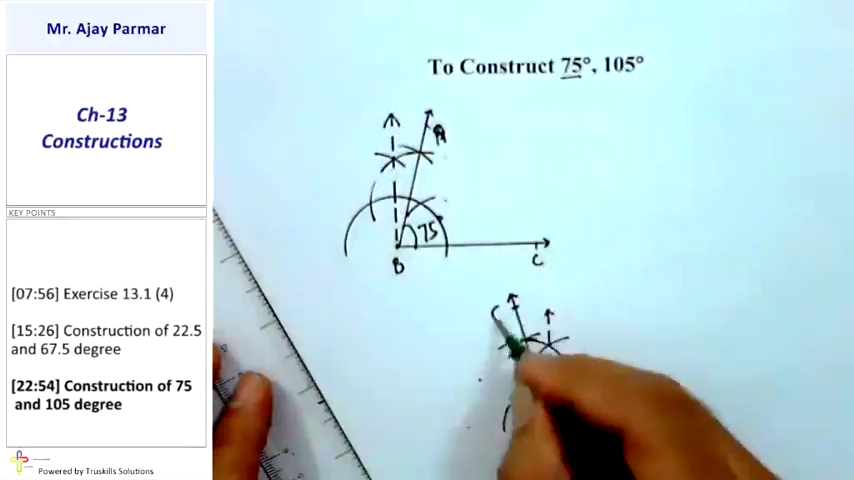 Mr. Ajay Parmar
Ch-13
Constructions
KEY POINTS
[07:56] Exercise 13.1 (4)
[15:26] Construction of 22.5
and 67.5 degree
[22:54] Construction of 75
and 105 degree
Powered by Truskills Solutions
To Construct 75°, 105°
A
75°
B
C